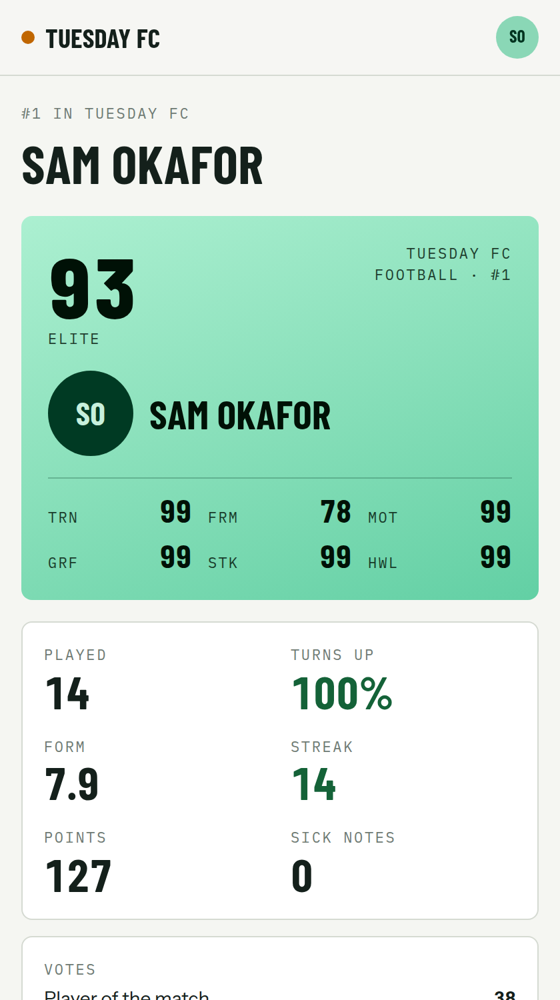 TUESDAY FC
SO
#1 IN TUESDAY FC
SAM OKAFOR
93
ELITE
TUESDAY FC
FOOTBALL · #1
SO
SAM OKAFOR
TRN 99 FRM 78 MOT 99
GRF 99 STK 99 HWL 99
PLAYED TURNS UP
14 100%
FORM STREAK
7.9 14
POINTS SICK NOTES
127 0
VOTES
Player of the match 38